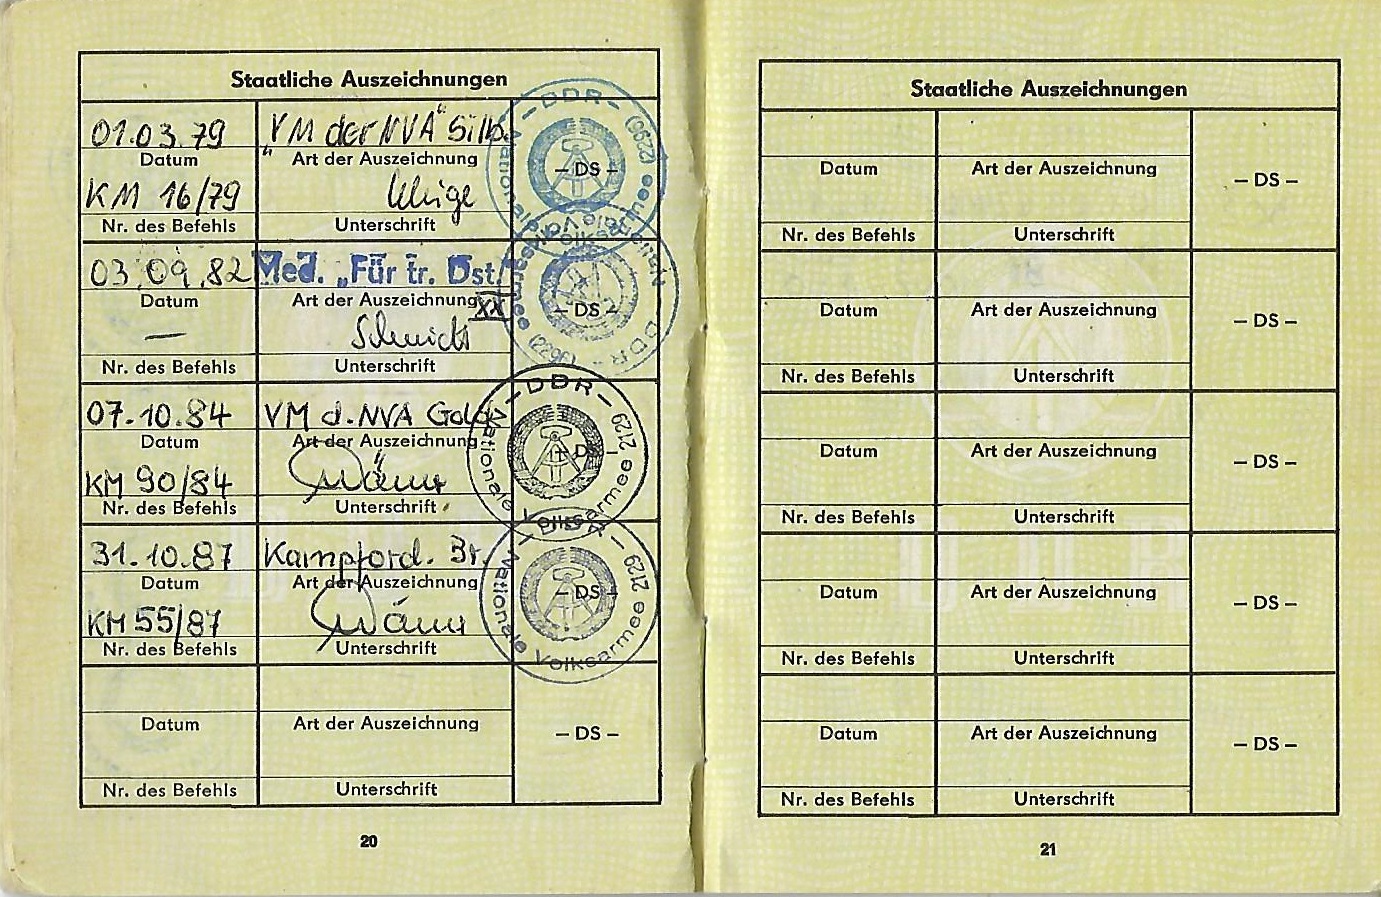 Staatliche Auszeichnungen
01.03.79 "VM der NVA" Silb.
Datum Art der Auszeichnung – DS –
KM 16/79
Nr. des Befehls Unterschrift
– DDR – Nationale Volksarmee
03.09.82 Med. „Für tr. Dst."
Datum Art der Auszeichnung XX – DS –
—
Nr. des Befehls Unterschrift
– DDR – Nationale Volksarmee
07.10.84 VM d. NVA Gold
Datum Art der Auszeichnung – DS –
KM 90/84
Nr. des Befehls Unterschrift
– DDR – Nationale Volksarmee 2129
31.10.87 Kampford. Br.
Datum Art der Auszeichnung – DS –
KM 55/87
Nr. des Befehls Unterschrift
Nationale Volksarmee 2129
Datum Art der Auszeichnung – DS –
Nr. des Befehls Unterschrift
20
Staatliche Auszeichnungen
Datum Art der Auszeichnung – DS –
Nr. des Befehls Unterschrift
Datum Art der Auszeichnung – DS –
Nr. des Befehls Unterschrift
Datum Art der Auszeichnung – DS –
Nr. des Befehls Unterschrift
Datum Art der Auszeichnung – DS –
Nr. des Befehls Unterschrift
Datum Art der Auszeichnung – DS –
Nr. des Befehls Unterschrift
21